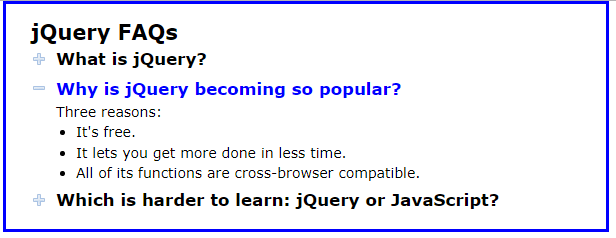 jQuery FAQs
What is jQuery?
Why is jQuery becoming so popular?
Three reasons:
It's free.
It lets you get more done in less time.
All of its functions are cross-browser compatible.
Which is harder to learn: jQuery or JavaScript?